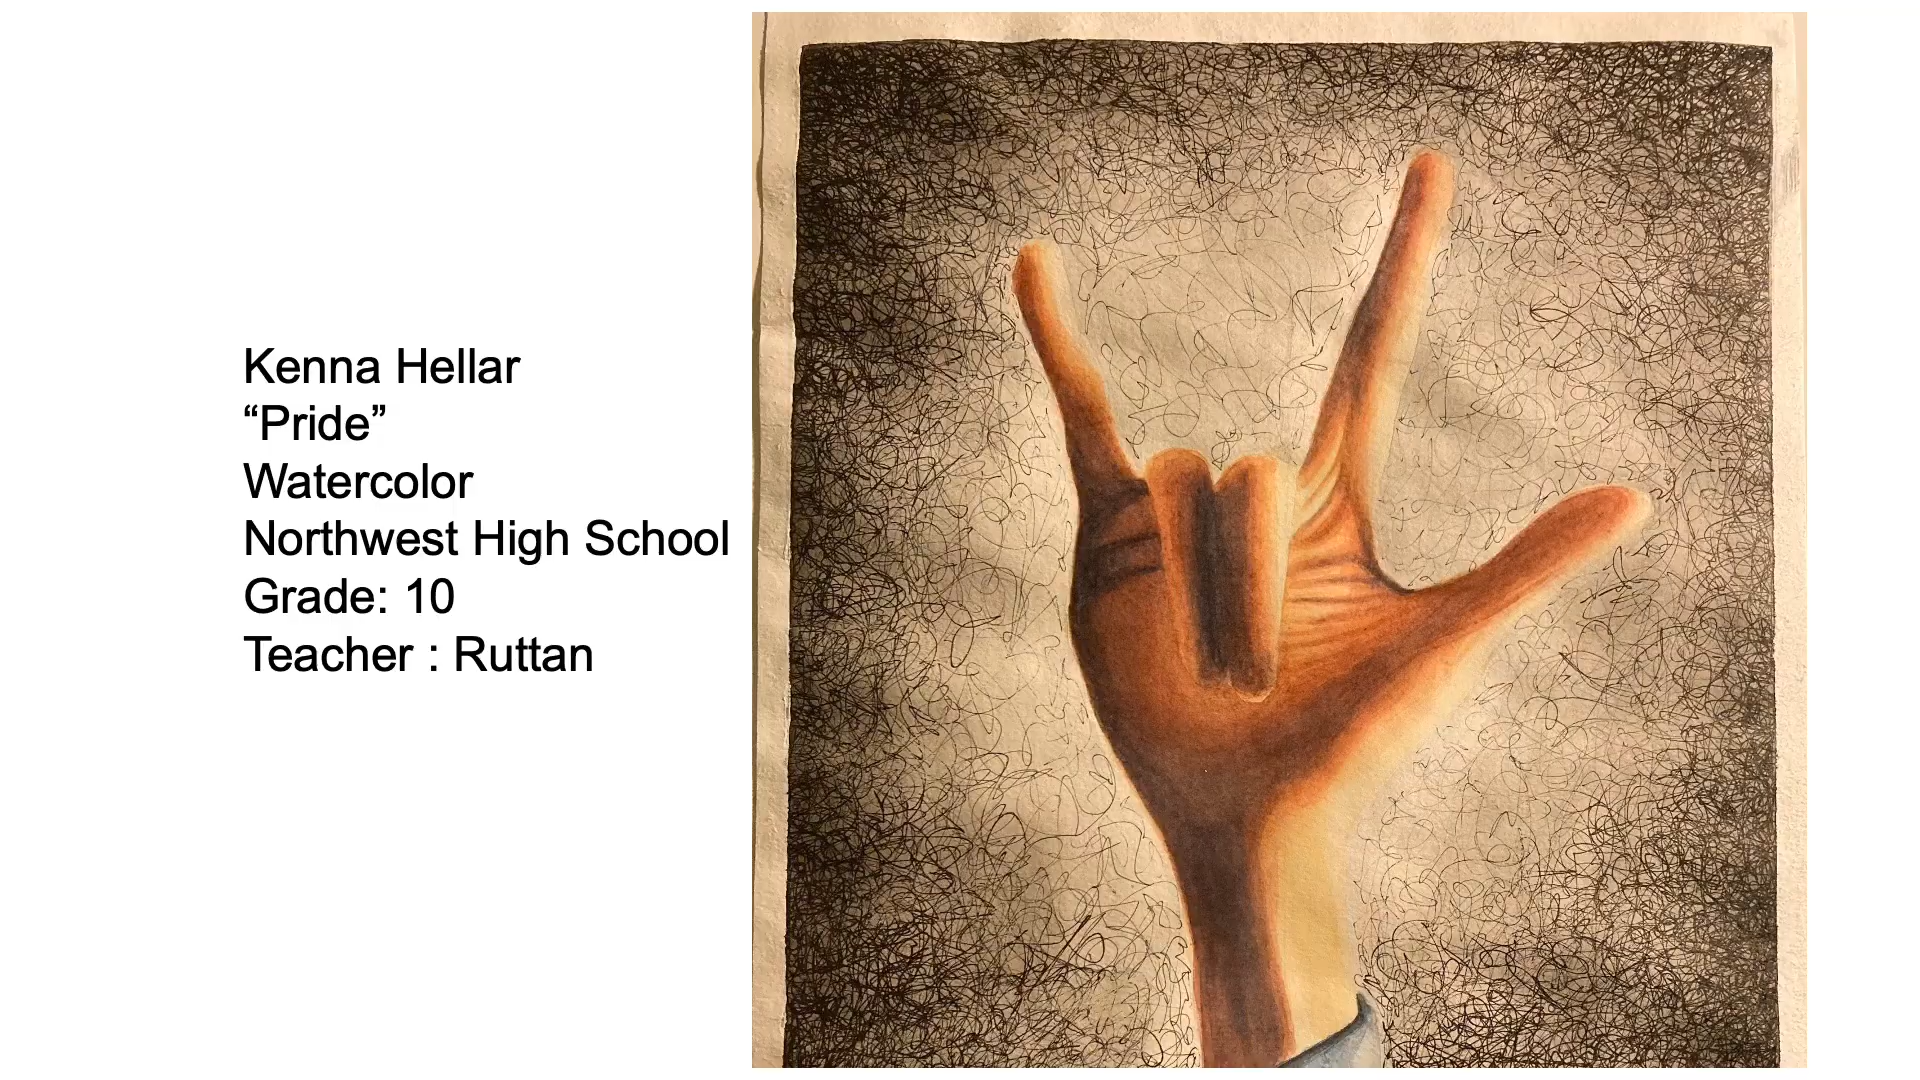 Kenna Hellar
“Pride”
Watercolor
Northwest High School
Grade: 10
Teacher : Ruttan